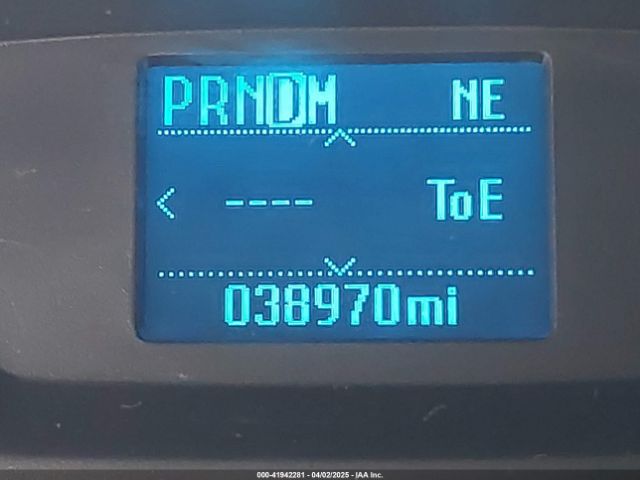 PRNDM NE
< ---- ToE
038970mi
000-41942281 - 04/02/2025 - IAA Inc.